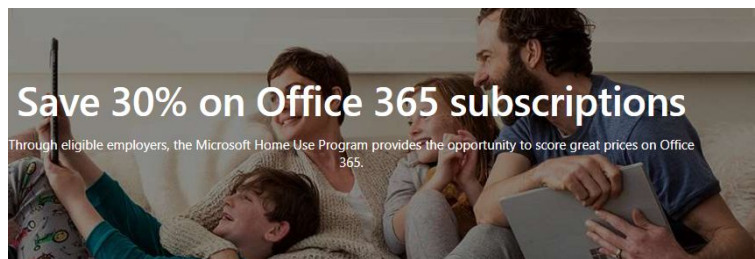 Save 30% on Office 365 subscriptions
Through eligible employers, the Microsoft Home Use Program provides the opportunity to score great prices on Office
365.